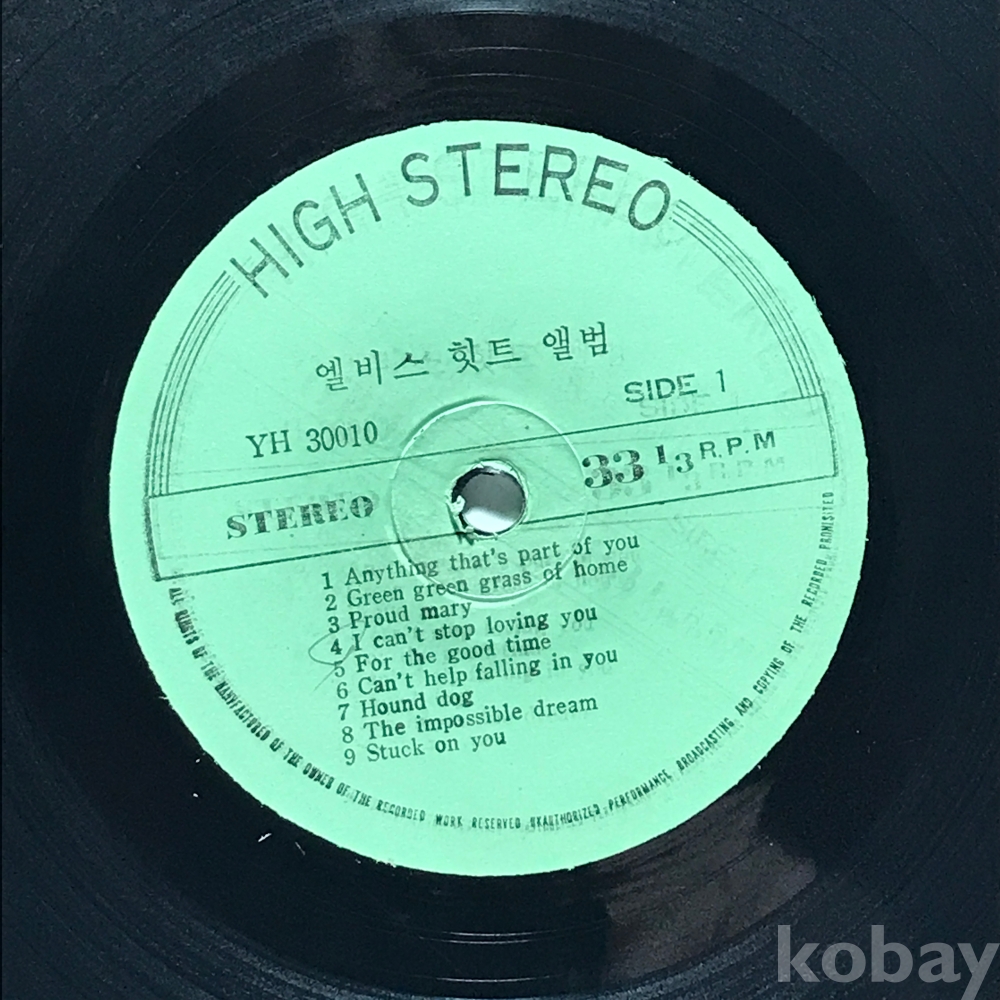 HIGH STEREO
엘비스 힛트 앨범
SIDE 1
YH 30010
33 1/3 R.P.M
STEREO
1 Anything that's part of you
2 Green green grass of home
3 Proud mary
4 I can't stop loving you
5 For the good time
6 Can't help falling in you
7 Hound dog
8 The impossible dream
9 Stuck on you
ALL RIGHTS OF THE MANUFACTURED OF THE OWNER OF THE RECORDED WORK RESERVED UNAUTHORIZED PERFORMANCE BROADCASTING AND COPYING OF THE RECORDED PROHISITED
kobay